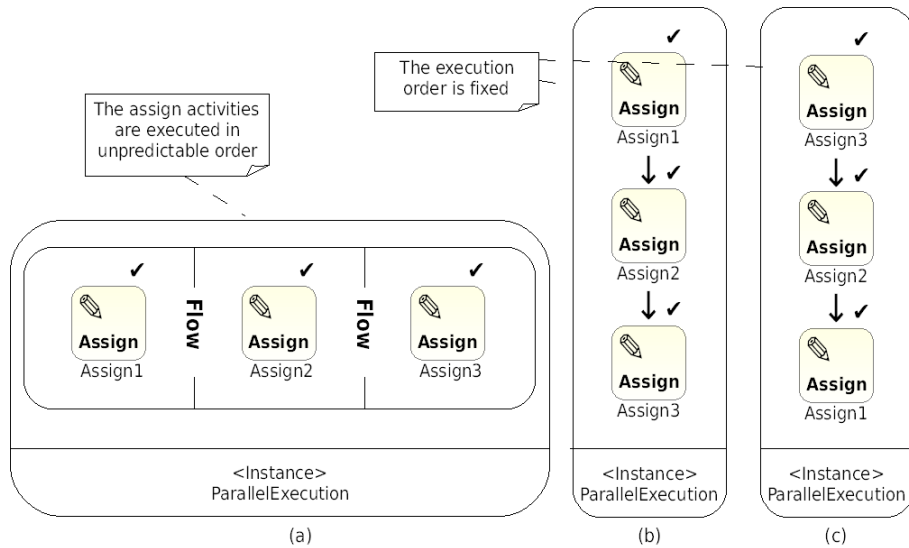 The assign activities
are executed in
unpredictable order
The execution
order is fixed
Assign
Assign1
Flow
Assign
Assign2
Flow
Assign
Assign3
<Instance>
ParallelExecution
(a)
Assign
Assign1
Assign
Assign2
Assign
Assign3
<Instance>
ParallelExecution
(b)
Assign
Assign3
Assign
Assign2
Assign
Assign1
<Instance>
ParallelExecution
(c)